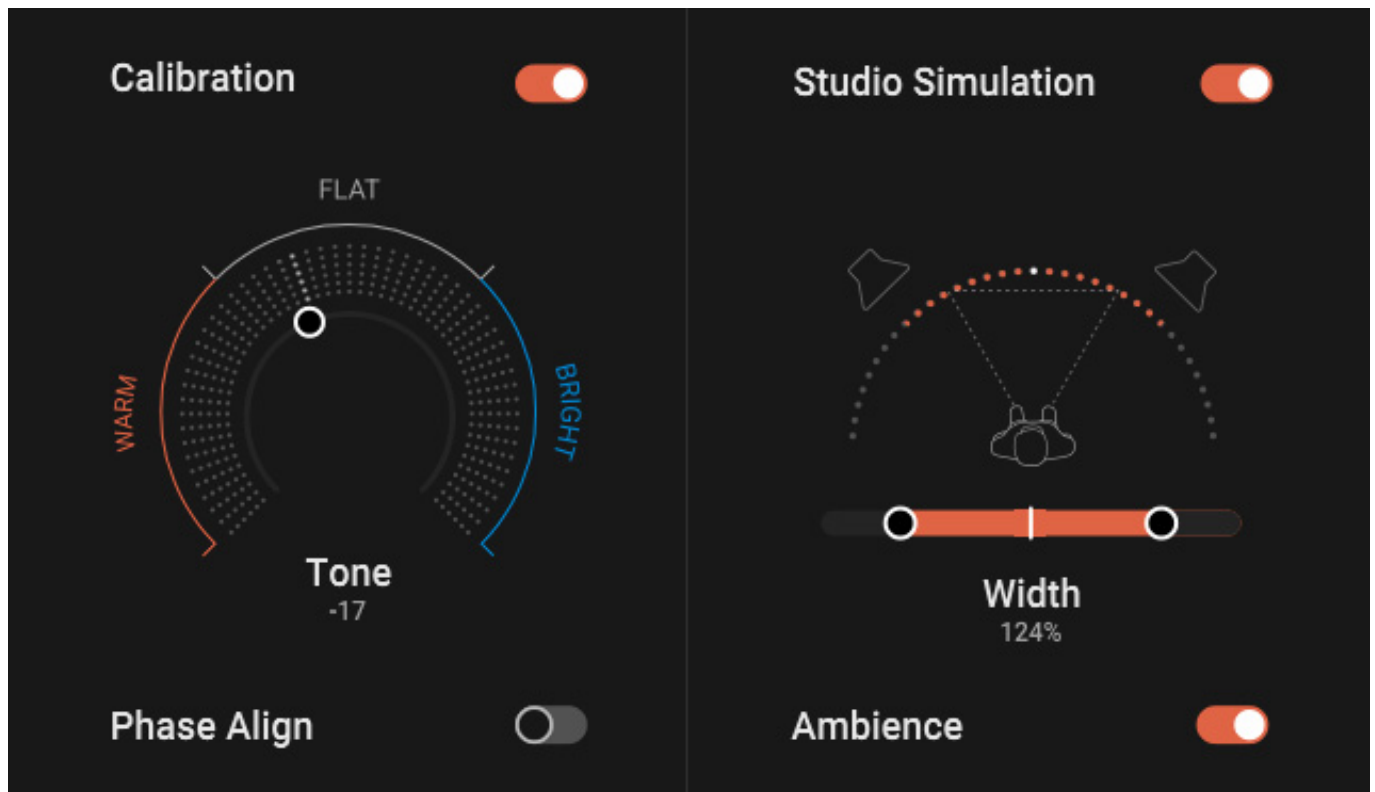 Calibration
FLAT
WARM
BRIGHT
Tone
-17
Phase Align
Studio Simulation
Width
124%
Ambience